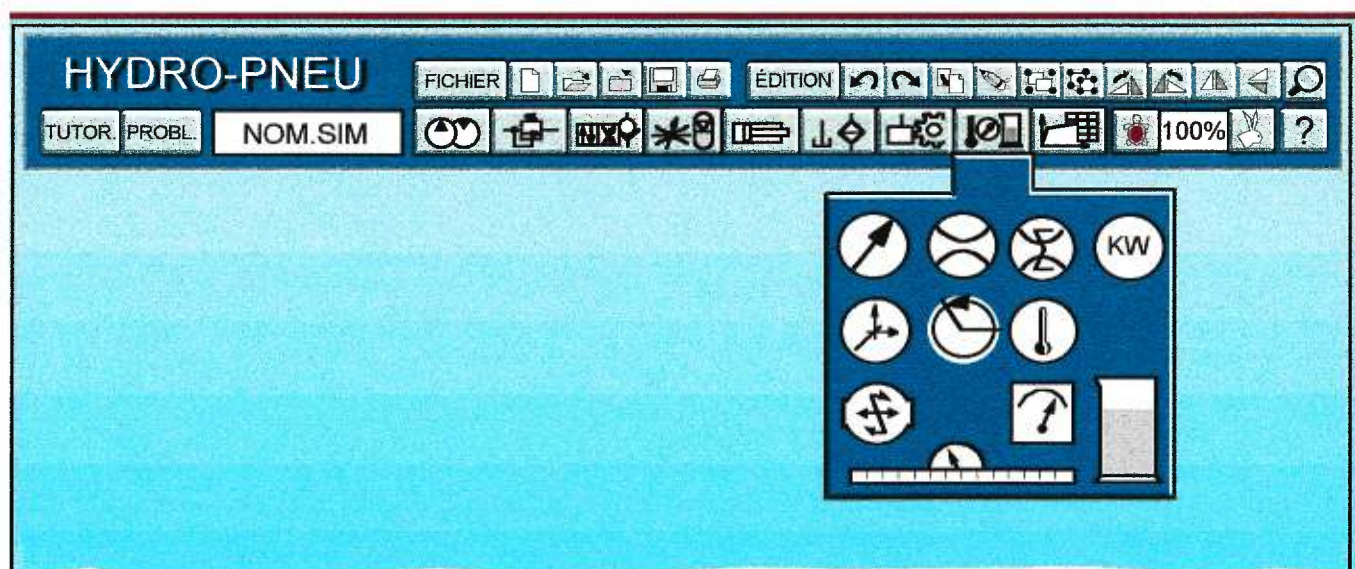 HYDRO-PNEU
FICHIER
ÉDITION
TUTOR.
PROBL.
NOM.SIM
100%
?
KW